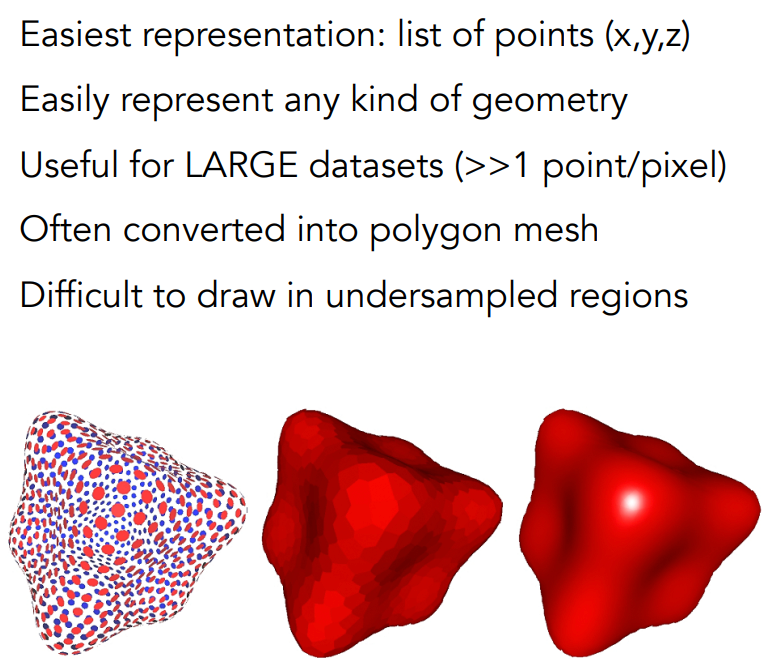 Easiest representation: list of points (x,y,z)
Easily represent any kind of geometry
Useful for LARGE datasets (>>1 point/pixel)
Often converted into polygon mesh
Difficult to draw in undersampled regions